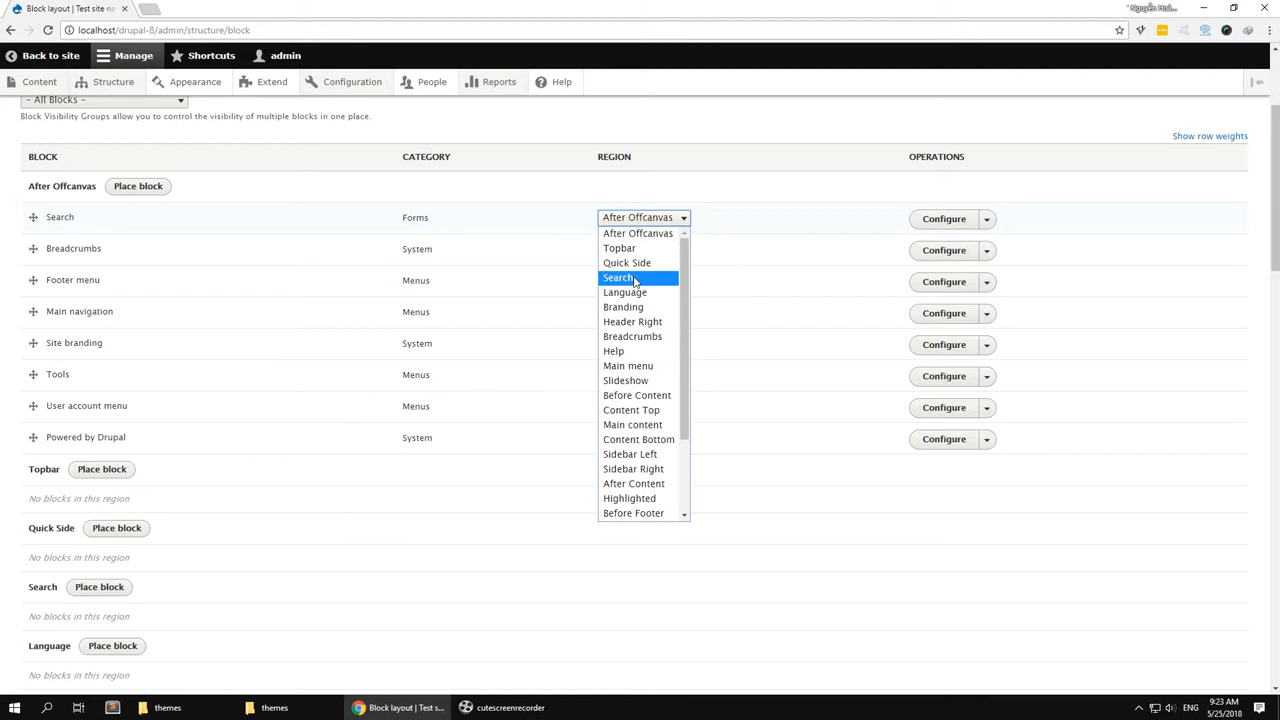 Block layout | Test site na
"Nguyễn Hoà...
localhost/drupal-8/admin/structure/block
Back to site Manage Shortcuts admin
Content Structure Appearance Extend Configuration People Reports Help
- All Blocks -
Block Visibility Groups allow you to control the visibility of multiple blocks in one place.
Show row weights
BLOCK CATEGORY REGION OPERATIONS
After Offcanvas Place block
Search Forms After Offcanvas Configure
After Offcanvas
Topbar
Quick Side
Search
Language
Branding
Header Right
Breadcrumbs
Help
Main menu
Slideshow
Before Content
Content Top
Main content
Content Bottom
Sidebar Left
Sidebar Right
After Content
Highlighted
Before Footer
Breadcrumbs System Configure
Footer menu Menus Configure
Main navigation Menus Configure
Site branding System Configure
Tools Menus Configure
User account menu Menus Configure
Powered by Drupal System Configure
Topbar Place block
No blocks in this region
Quick Side Place block
No blocks in this region
Search Place block
No blocks in this region
Language Place block
No blocks in this region
themes themes Block layout | Test s... cutescreenrecorder ENG 9:23 AM
5/25/2018